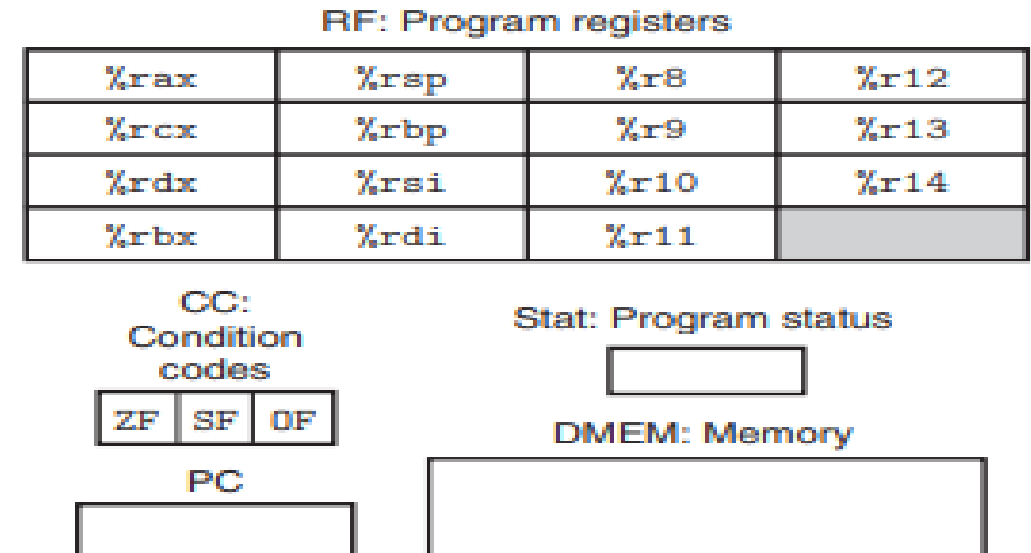 RF: Program registers
%rax %rsp %r8 %r12
%rcx %rbp %r9 %r13
%rdx %rsi %r10 %r14
%rbx %rdi %r11
CC:
Condition
codes
ZF SF OF
Stat: Program status
DMEM: Memory
PC